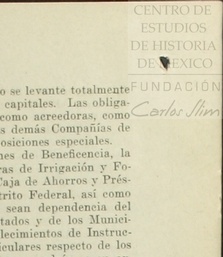 CENTRO DE
ESTUDIOS
DE HISTORIA
DE MEXICO
FUNDACIÓN
Carlos Slim
o se levante totalmente
capitales. Las obliga-
como acreedoras, como
s demás Compañías de
osiciones especiales.
nes de Beneficencia, la
ras de Irrigación y Fo-
Caja de Ahorros y Prés-
trito Federal, así como
sean dependencia del
tados y de los Munici-
lecimientos de Instruc-
iculares respecto de los